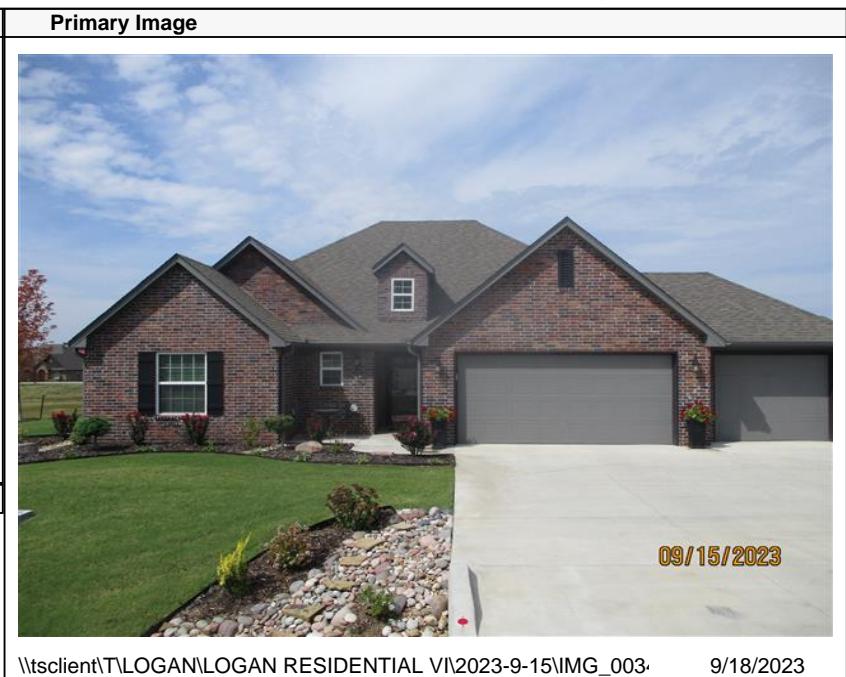 Primary Image
09/15/2023
\\tsclient\T\LOGAN\LOGAN RESIDENTIAL VI\2023-9-15\IMG_003 9/18/2023